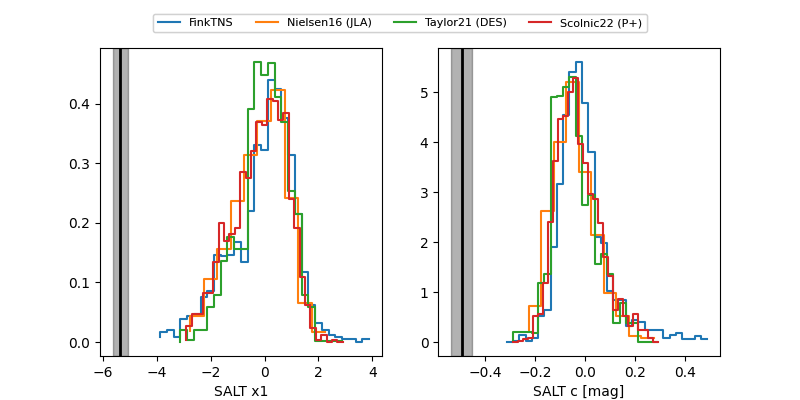 FinkTNS Nielsen16 (JLA) Taylor21 (DES) Scolnic22 (P+)
0.4
0.3
0.2
0.1
0.0
−6 −4 −2 0 2 4
SALT x1
5
4
3
2
1
0
−0.4 −0.2 0.0 0.2 0.4
SALT c [mag]